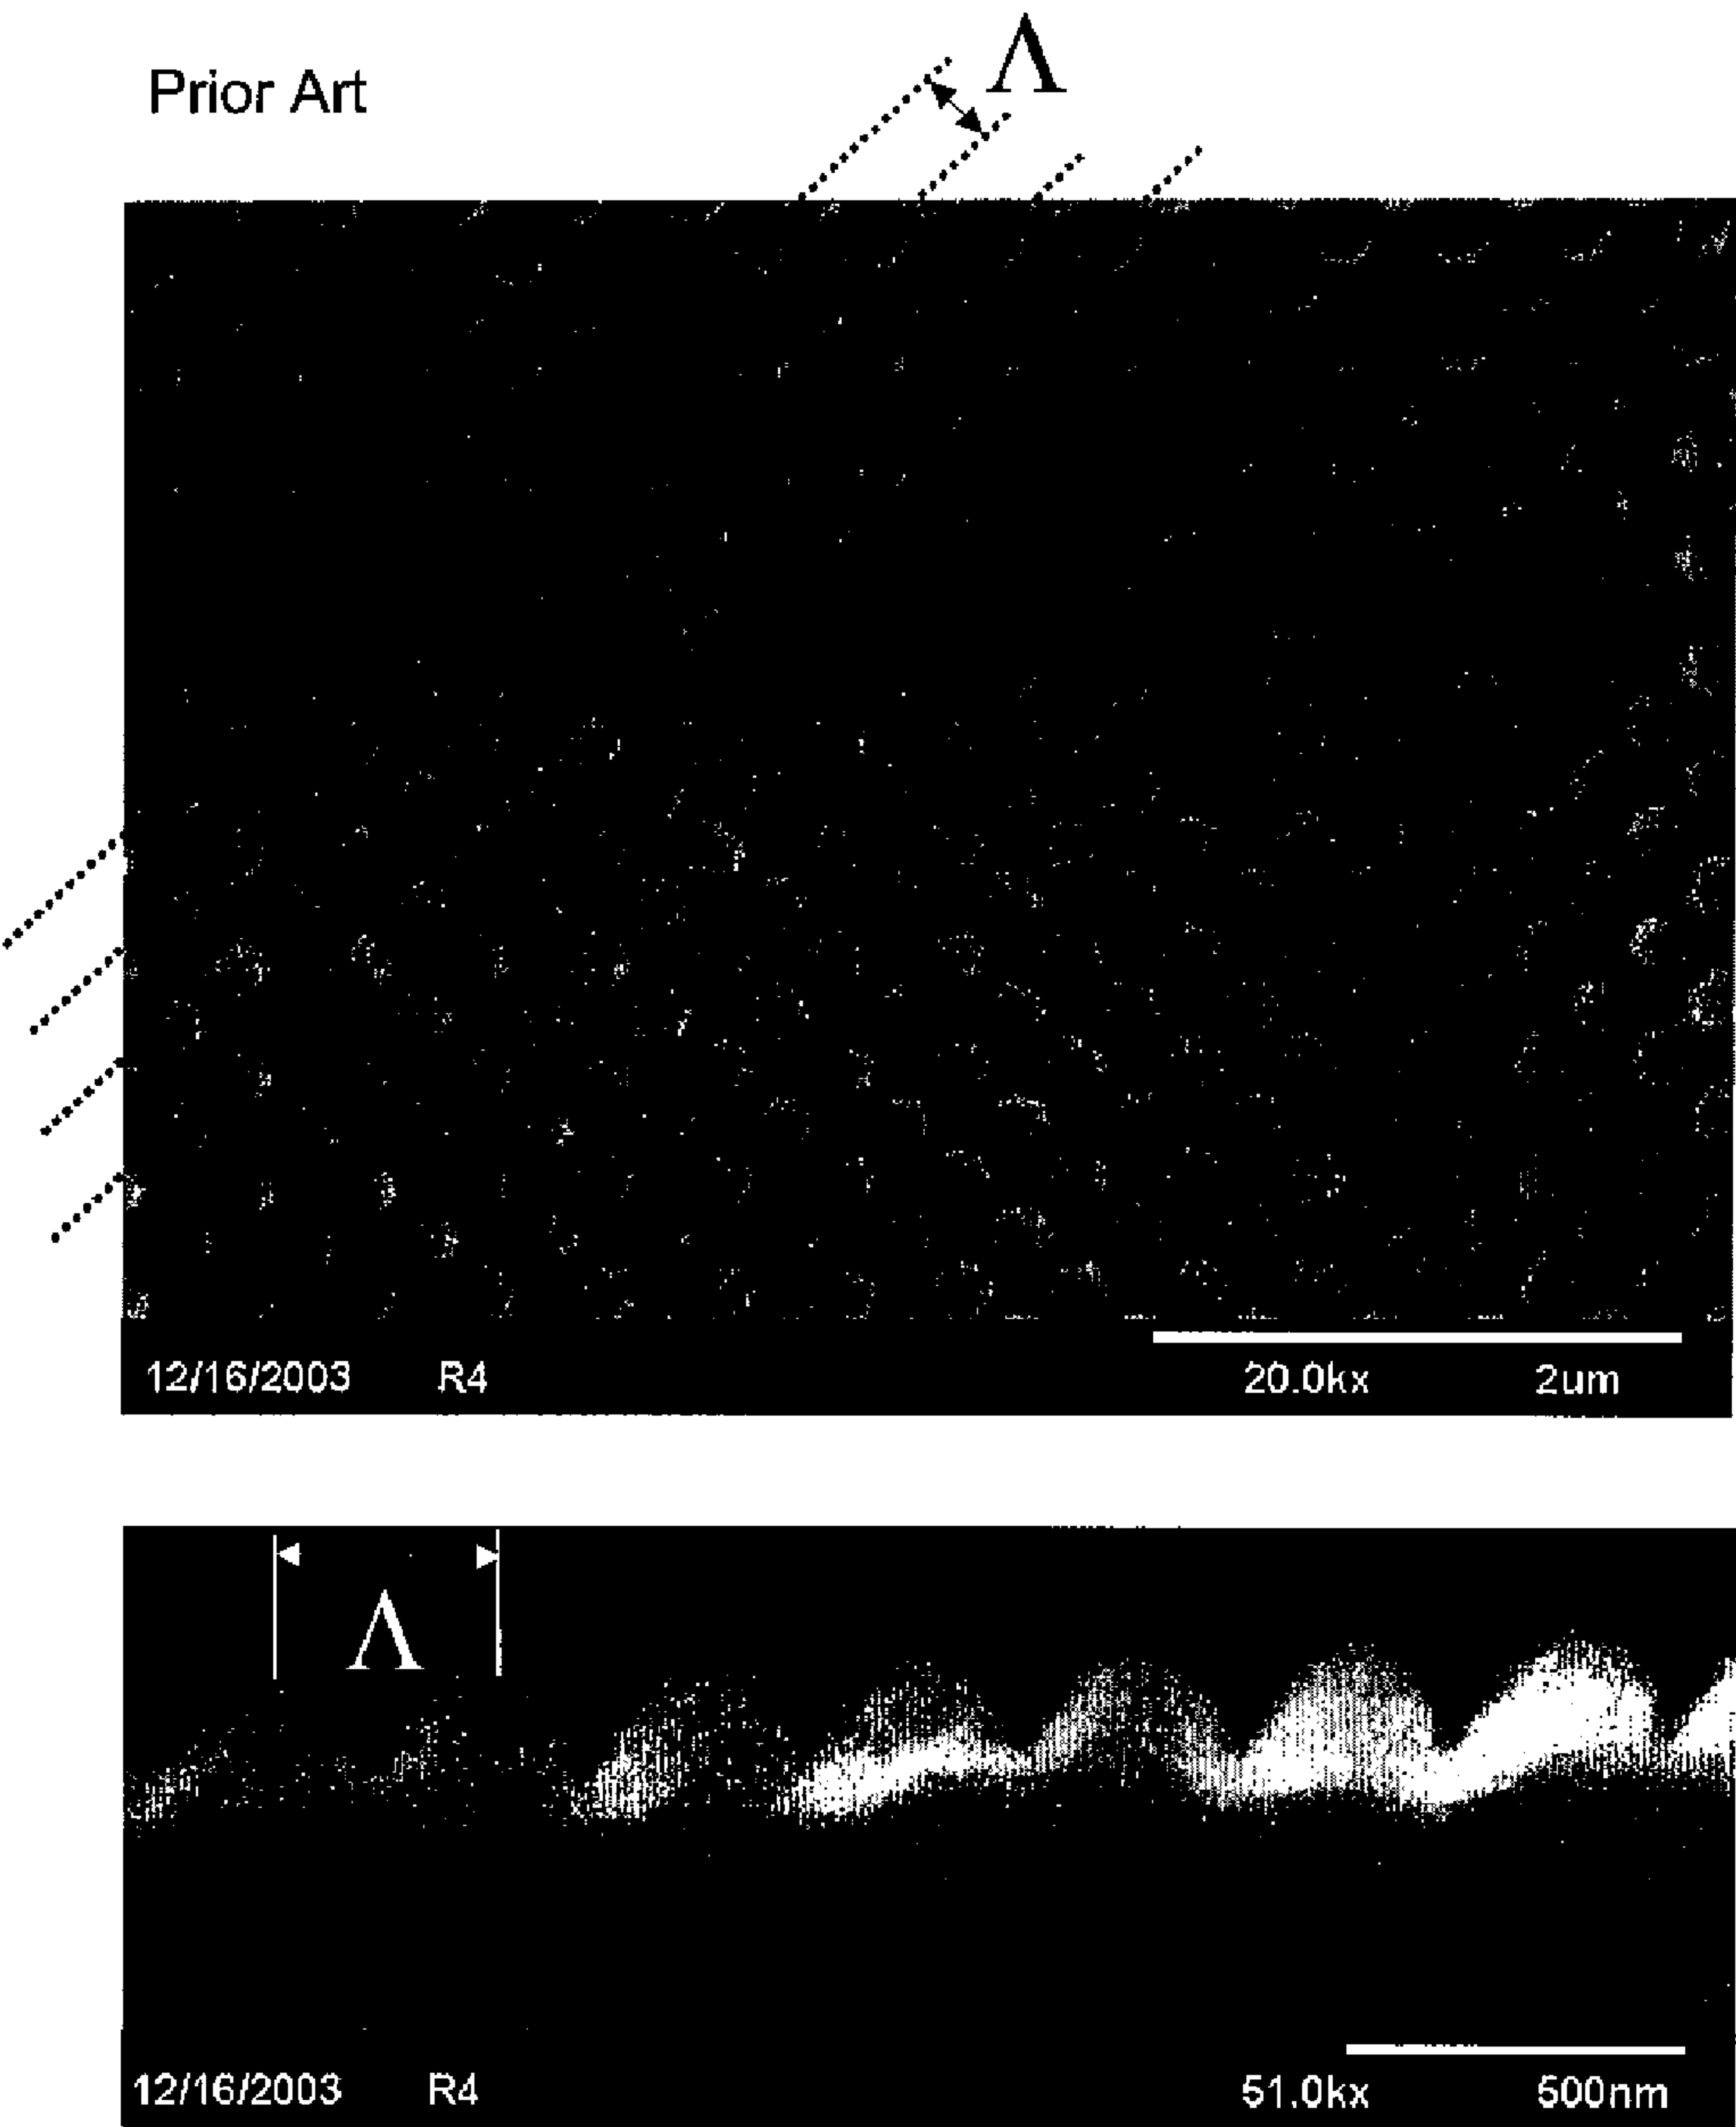 Λ
Prior Art
12/16/2003 R4 20.0kx 2um
Λ
12/16/2003 R4 51.0kx 500nm